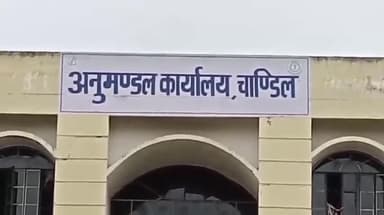 अनुमण्डल कार्यालय, चाण्डिल